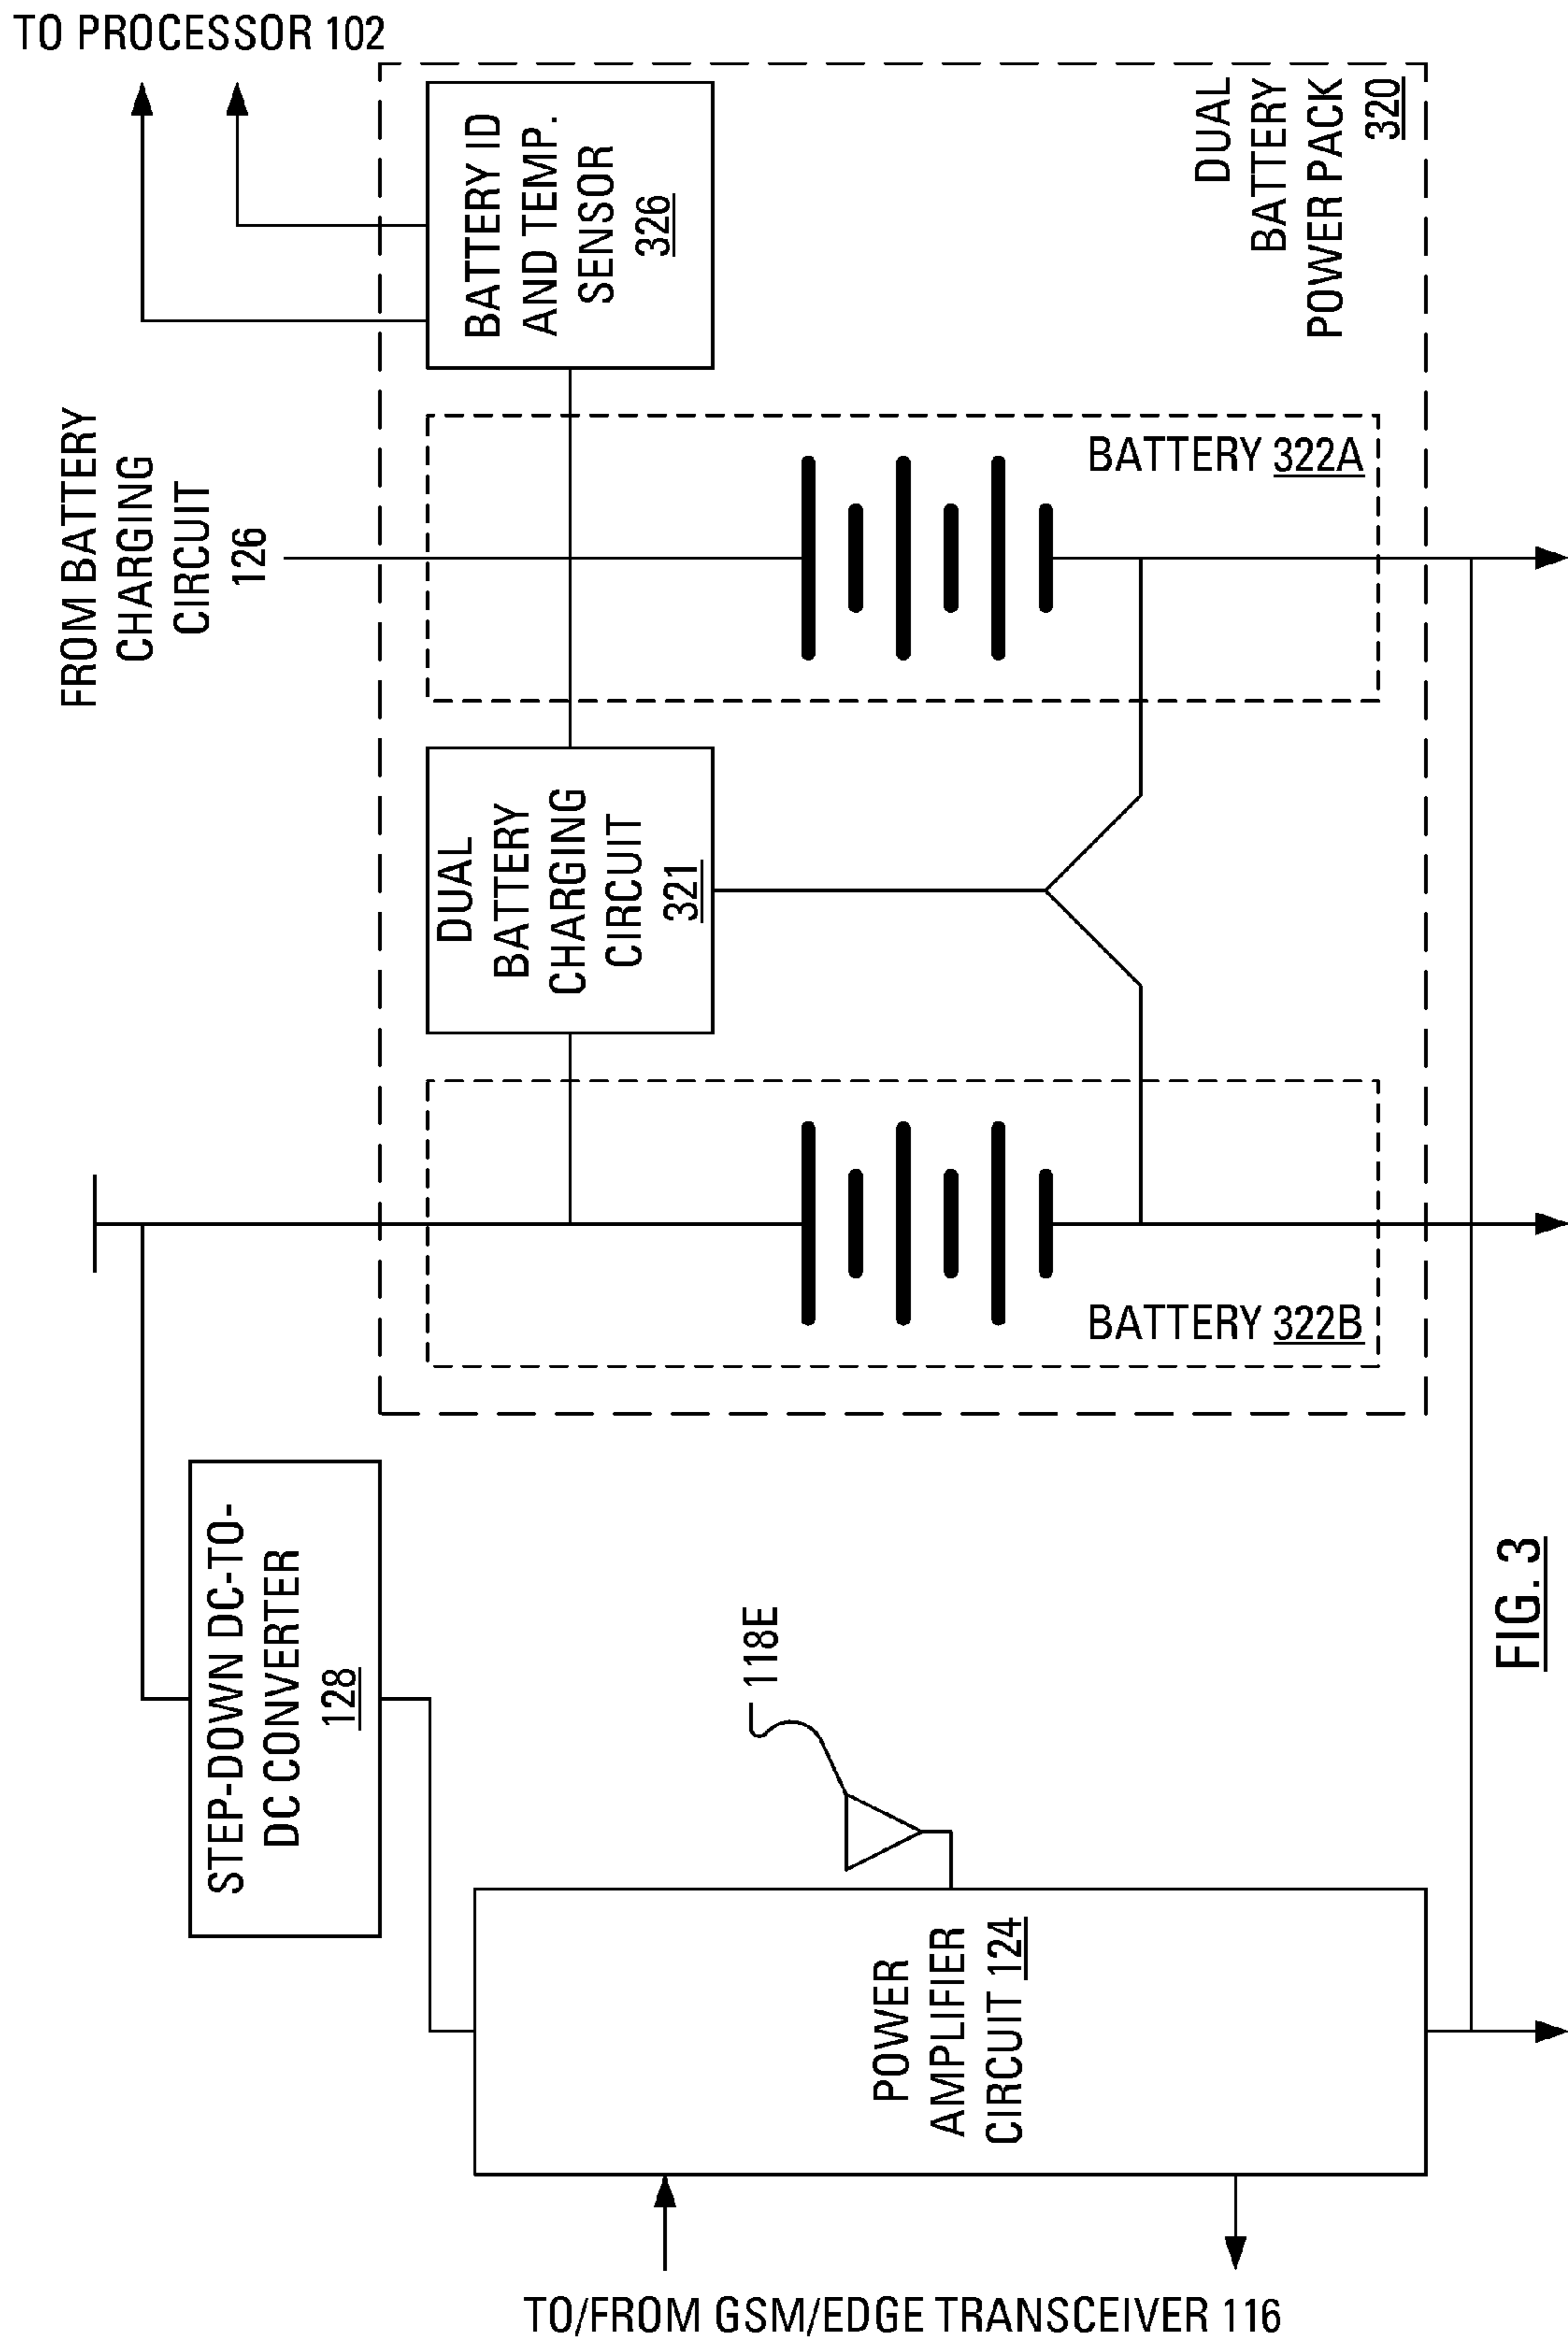 TO PROCESSOR 102
FROM BATTERY
CHARGING
CIRCUIT
126
BATTERY ID
AND TEMP.
SENSOR
326
DUAL
BATTERY
POWER PACK
320
BATTERY 322A
DUAL
BATTERY
CHARGING
CIRCUIT
321
BATTERY 322B
STEP-DOWN DC-TO-
DC CONVERTER
128
118E
POWER
AMPLIFIER
CIRCUIT 124
TO/FROM GSM/EDGE TRANSCEIVER 116
FIG. 3